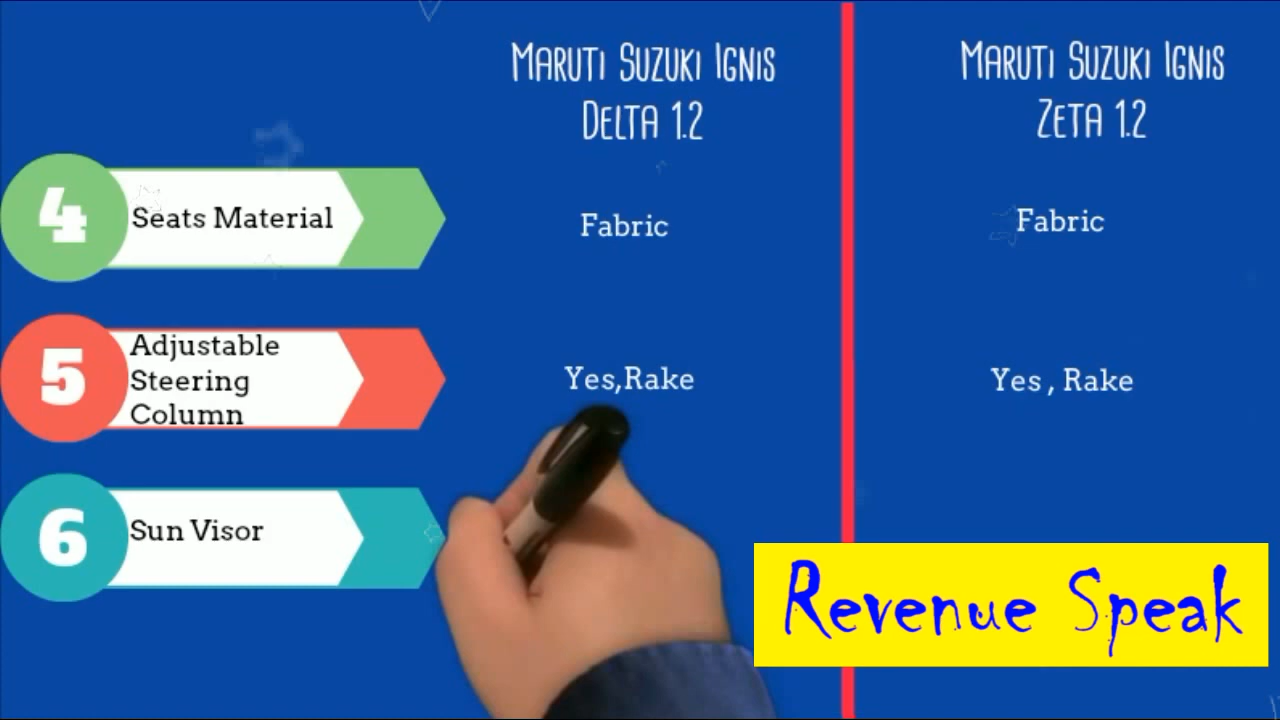 Maruti Suzuki Ignis
Delta 1.2
Maruti Suzuki Ignis
Zeta 1.2
4
Seats Material
Fabric
Fabric
5
Adjustable
Steering
Column
Yes,Rake
Yes , Rake
6
Sun Visor
Revenue Speak